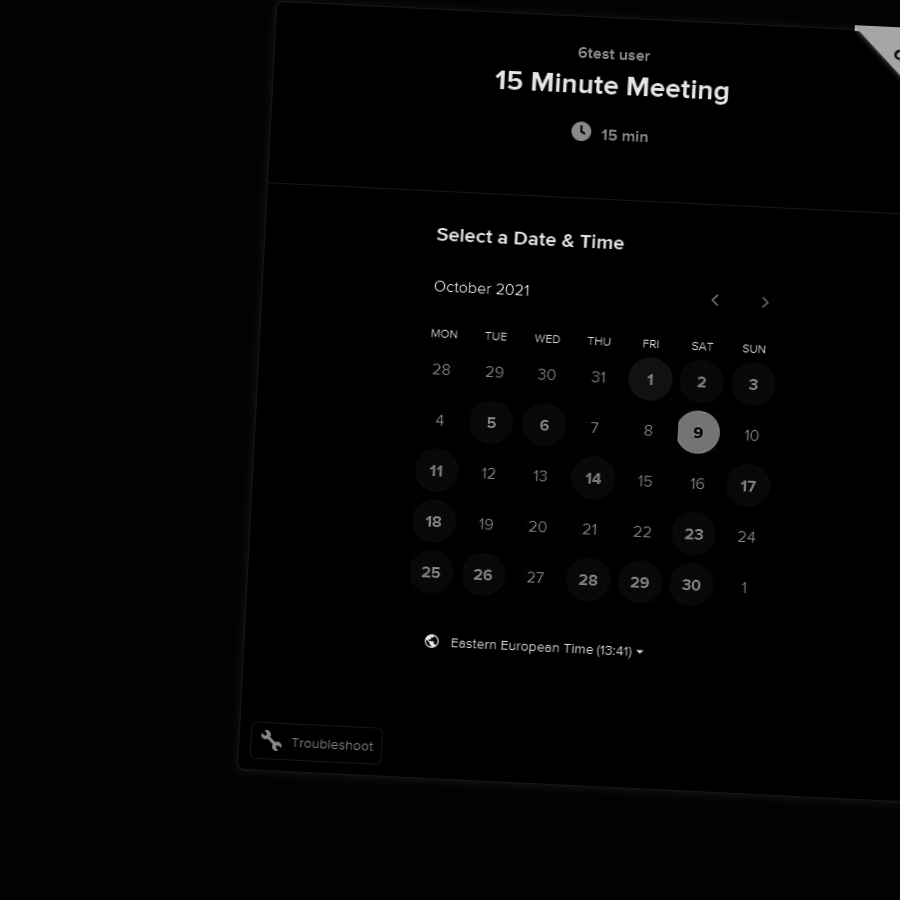 6test user
15 Minute Meeting
15 min
Select a Date & Time
October 2021
MON TUE WED THU FRI SAT SUN
28 29 30 31 1 2 3
4 5 6 7 8 9 10
11 12 13 14 15 16 17
18 19 20 21 22 23 24
25 26 27 28 29 30 1
Eastern European Time (13:41)
Troubleshoot